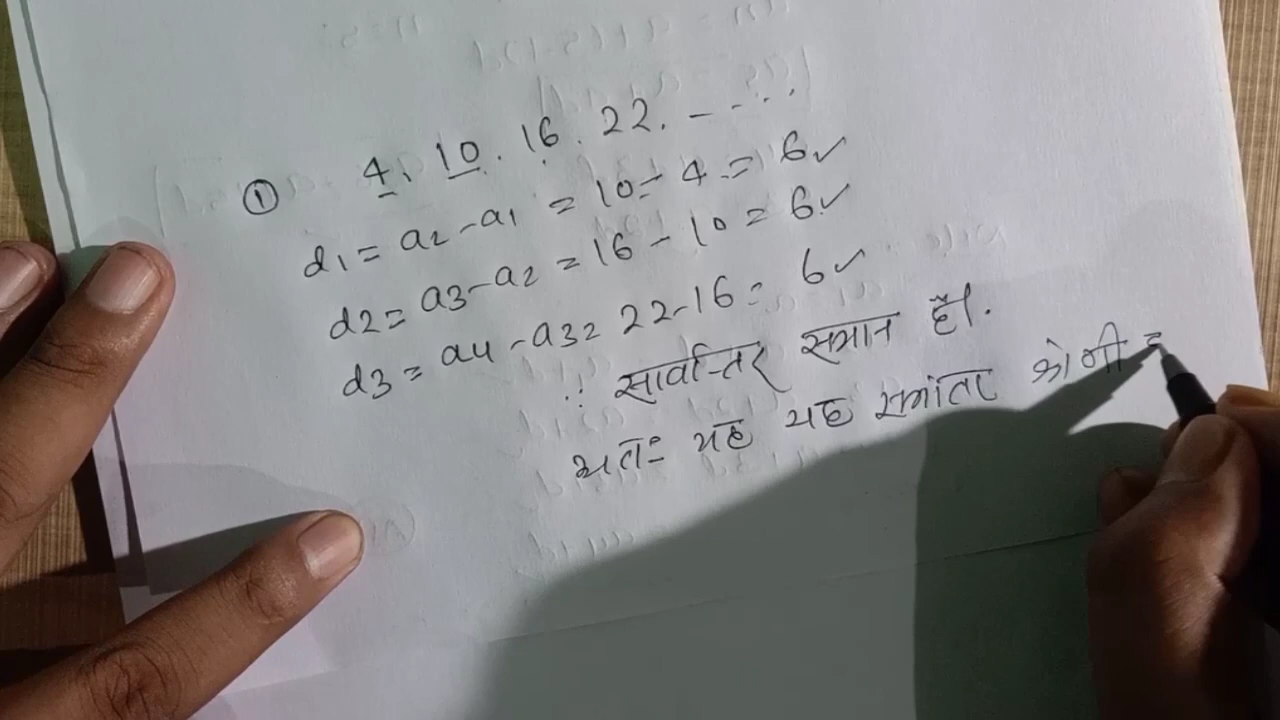 ① 4, 10, 16, 22, - - . . .
d1 = a2 - a1 = 10 - 4 = 6 ✓
d2 = a3 - a2 = 16 - 10 = 6 ✓
d3 = a4 - a3 = 22 - 16 = 6 ✓
∴ सार्वान्तर समान हैं।
अतः यह यह समांतर श्रेणी